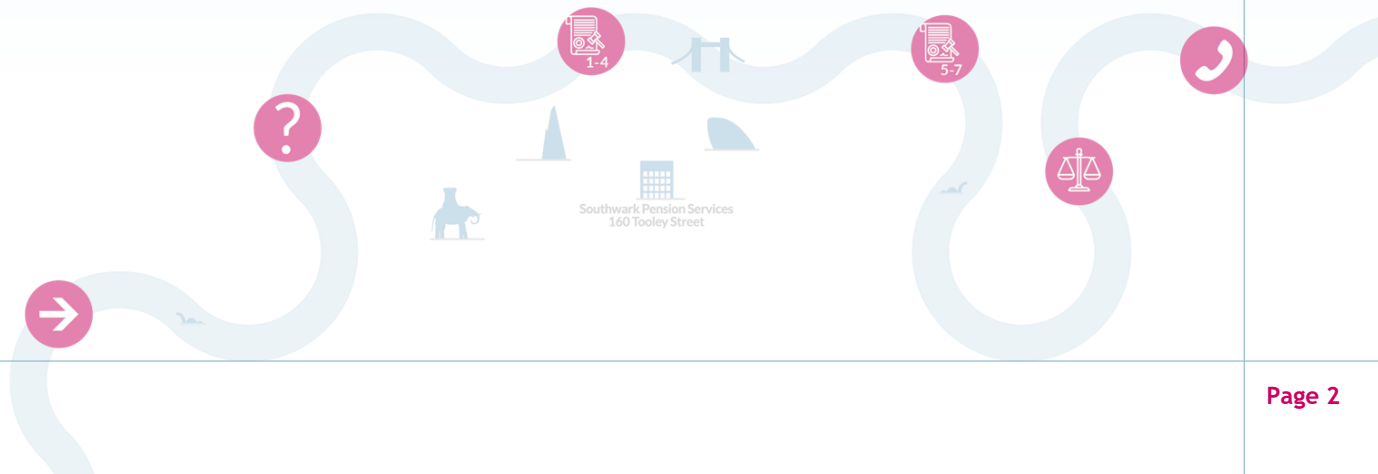 1-4
5-7
?
Southwark Pension Services
160 Tooley Street
Page 2